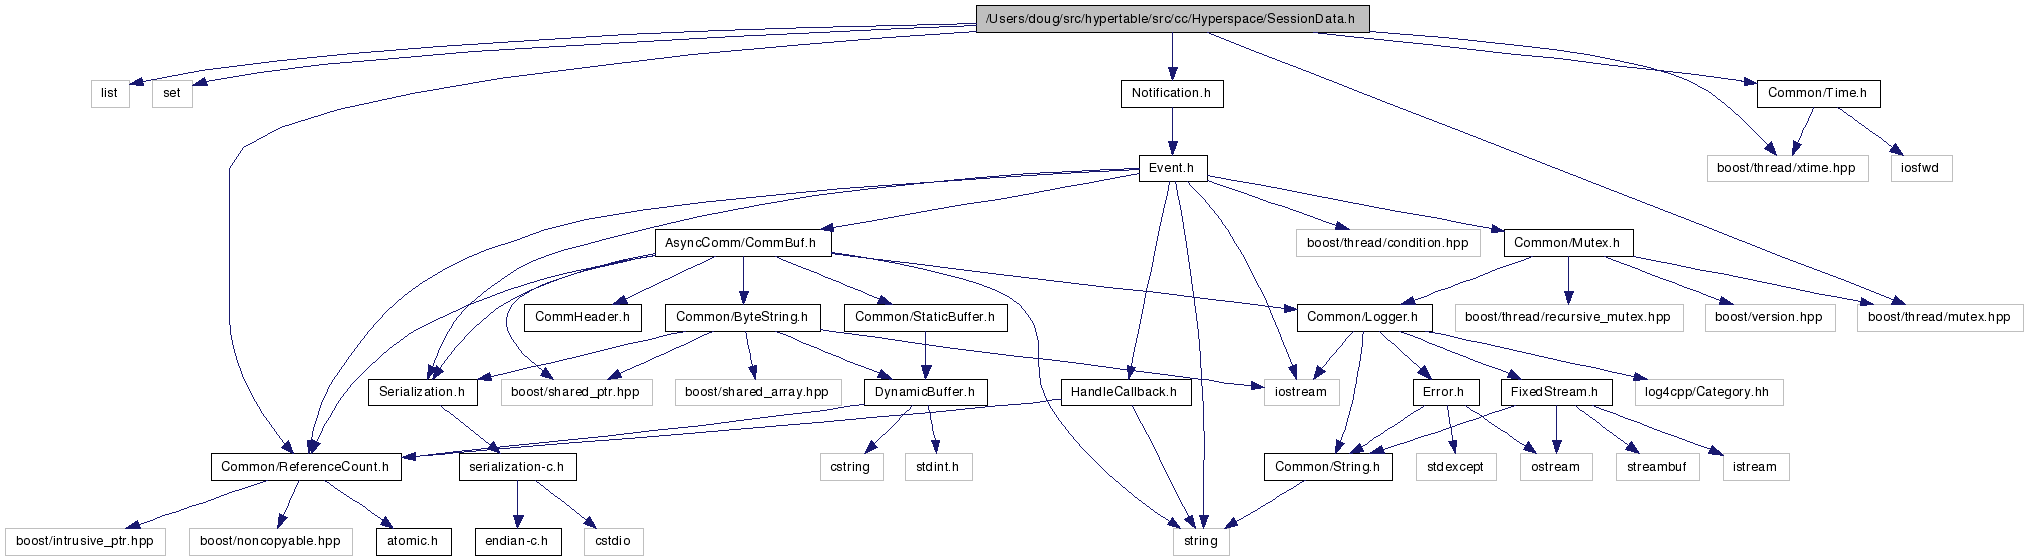 /Users/doug/src/hypertable/src/cc/Hyperspace/SessionData.h
list
set
Notification.h
Common/Time.h
Event.h
boost/thread/xtime.hpp
iosfwd
AsyncComm/CommBuf.h
boost/thread/condition.hpp
Common/Mutex.h
CommHeader.h
Common/ByteString.h
Common/StaticBuffer.h
Common/Logger.h
boost/thread/recursive_mutex.hpp
boost/version.hpp
boost/thread/mutex.hpp
Serialization.h
boost/shared_ptr.hpp
boost/shared_array.hpp
DynamicBuffer.h
HandleCallback.h
iostream
Error.h
FixedStream.h
log4cpp/Category.hh
Common/ReferenceCount.h
serialization-c.h
cstring
stdint.h
Common/String.h
stdexcept
ostream
streambuf
istream
boost/intrusive_ptr.hpp
boost/noncopyable.hpp
atomic.h
endian-c.h
cstdio
string